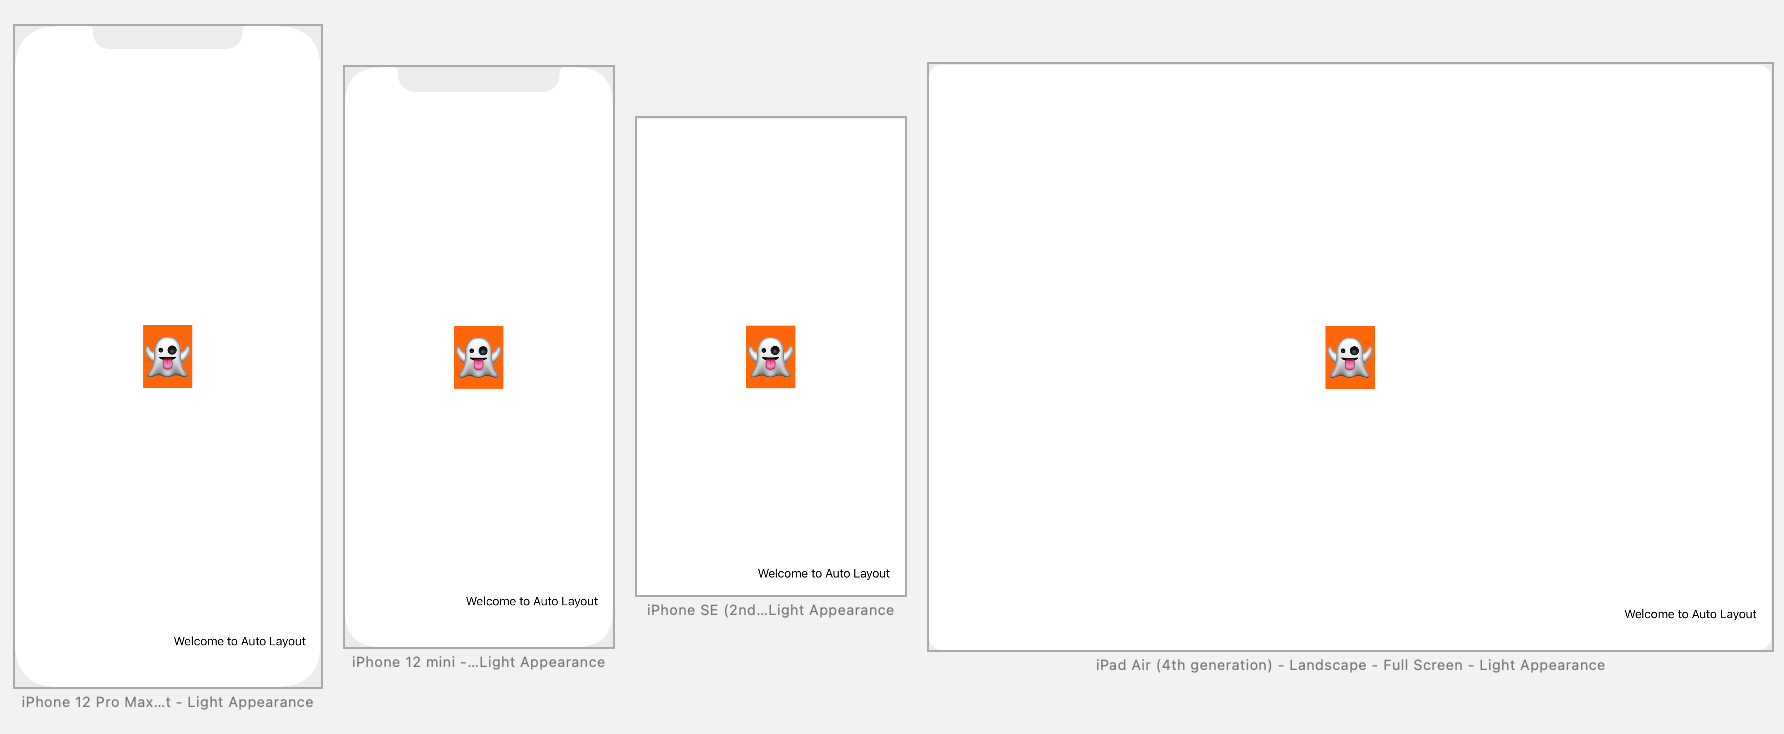 Welcome to Auto Layout
iPhone 12 Pro Max...t - Light Appearance
Welcome to Auto Layout
iPhone 12 mini -...Light Appearance
Welcome to Auto Layout
iPhone SE (2nd...Light Appearance
Welcome to Auto Layout
iPad Air (4th generation) - Landscape - Full Screen - Light Appearance